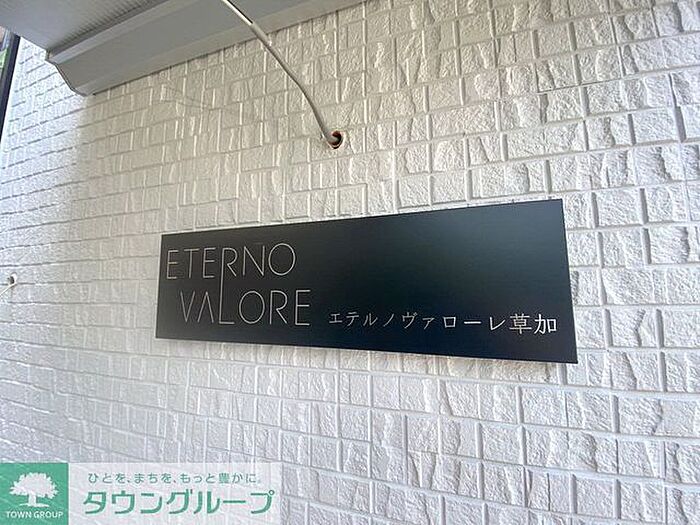 ETERNO
VALORE
エテルノヴァローレ草加
ひとを、まちを、もっと豊かに。
タウングループ
TOWN GROUP